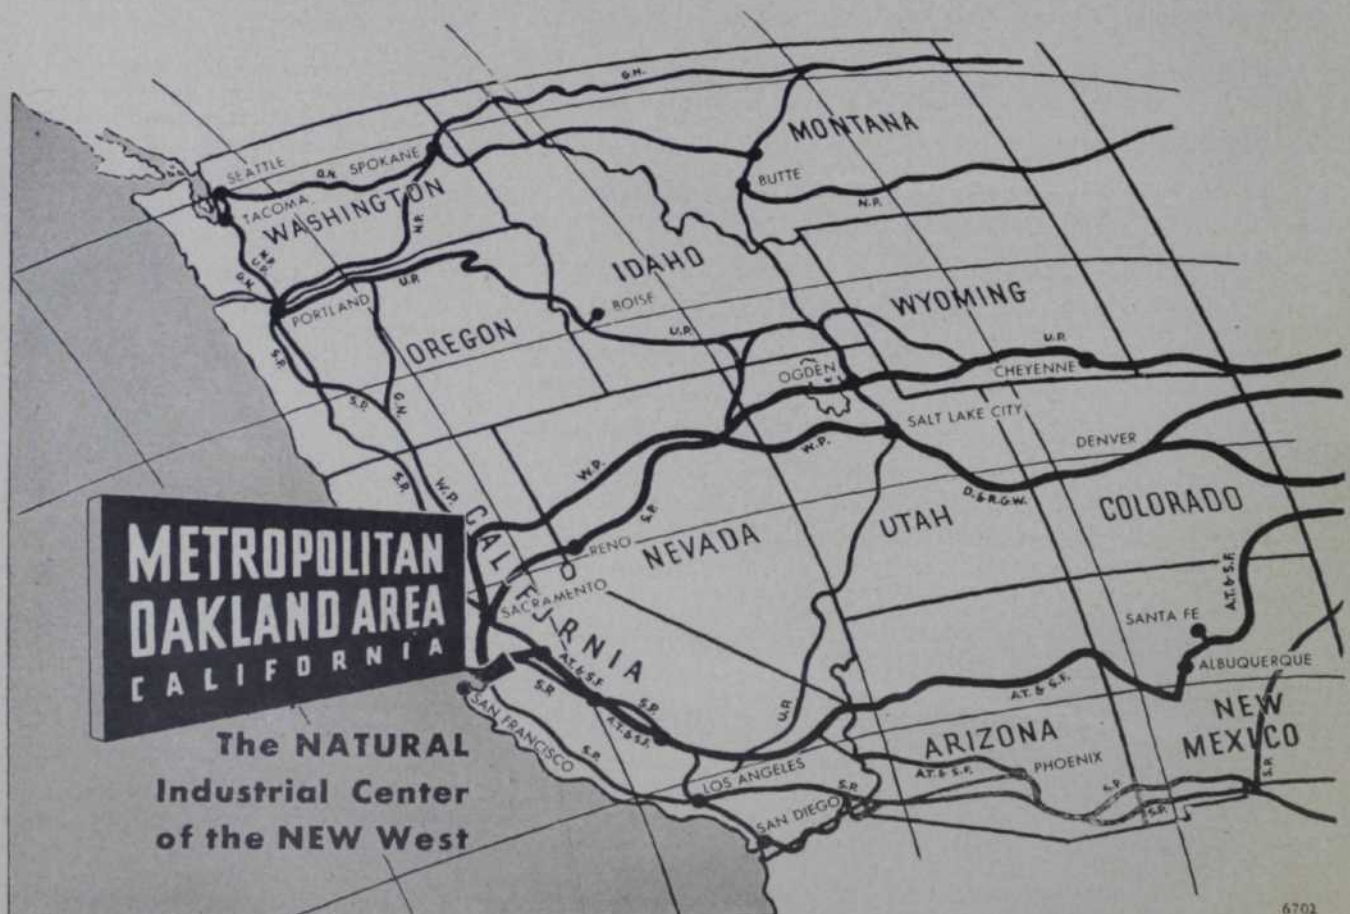 G.N.
MONTANA
SEATTLE
G.N.
SPOKANE
BUTTE
TACOMA
WASHINGTON
N.P.
N.P.
N.P.
U.P.
G.N.
IDAHO
U.P.
WYOMING
PORTLAND
BOISE
OREGON
U.P.
U.P.
S.P.
OGDEN
CHEYENNE
S.P.
G.N.
SALT LAKE CITY
DENVER
W.P.
W.P.
S.P.
W.P.
D.&R.G.W.
COLORADO
S.P.
UTAH
CALIFORNIA
RENO
NEVADA
METROPOLITAN
OAKLAND AREA
CALIFORNIA
SACRAMENTO
A.T.&S.F.
SANTA FE
ALBUQUERQUE
A.T.&S.F.
S.P.
S.P.
A.T.&S.F.
A.T.&S.F.
U.P.
NEW
MEXICO
SAN FRANCISCO
S.P.
ARIZONA
PHOENIX
A.T.&S.F.
LOS ANGELES
S.P.
S.P.
S.P.
S.P.
SAN DIEGO
The NATURAL
Industrial Center
of the NEW West
6702